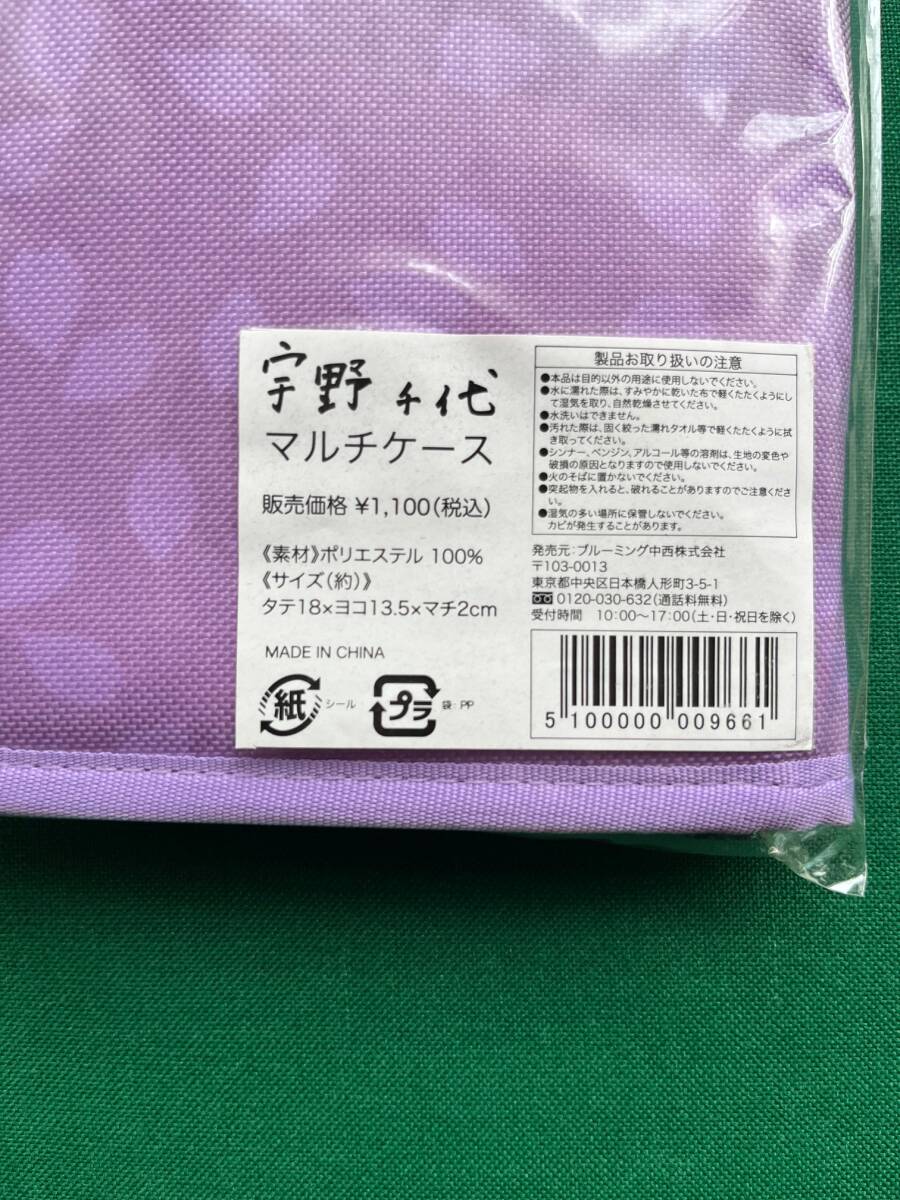 宇野千代
マルチケース
販売価格 ¥1,100(税込)
《素材》ポリエステル 100%
《サイズ(約)》
タテ18×ヨコ13.5×マチ2cm
MADE IN CHINA
紙 シール
プラ 袋:PP
製品お取り扱いの注意
●本品は目的以外の用途に使用しないでください。
●水に濡れた際は、すみやかに乾いた布で軽くたたくようにし
て湿気を取り、自然乾燥させてください。
●水洗いはできません。
●汚れた際は、固く絞った濡れタオル等で軽くたたくように拭
き取ってください。
●シンナー、ベンジン、アルコール等の溶剤は、生地の変色や
破損の原因となりますので使用しないでください。
●火のそばに置かないでください。
●突起物を入れると、破れることがありますのでご注意くださ
い。
●湿気の多い場所に保管しないでください。
カビが発生することがあります。
発売元:ブルーミング中西株式会社
〒103-0013
東京都中央区日本橋人形町3-5-1
0120-030-632(通話料無料)
受付時間 10:00〜17:00(土・日・祝日を除く)
5 100000 009661